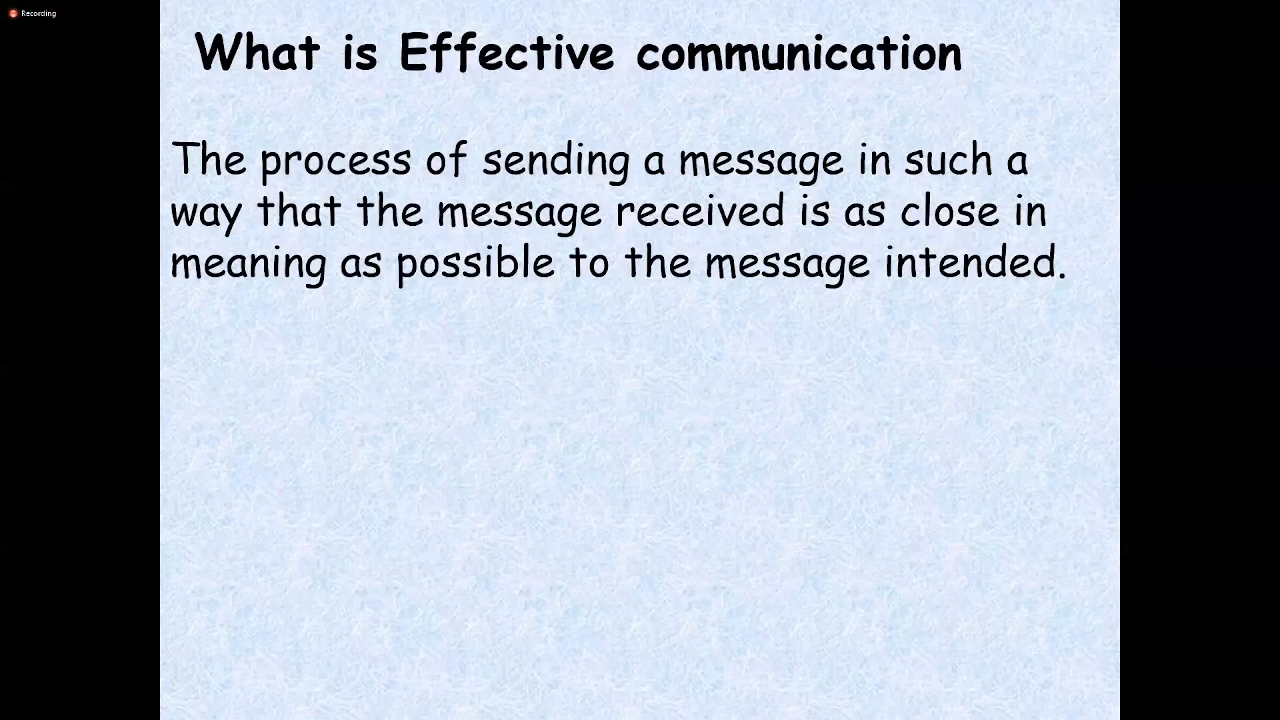 Recording
What is Effective communication
The process of sending a message in such a
way that the message received is as close in
meaning as possible to the message intended.